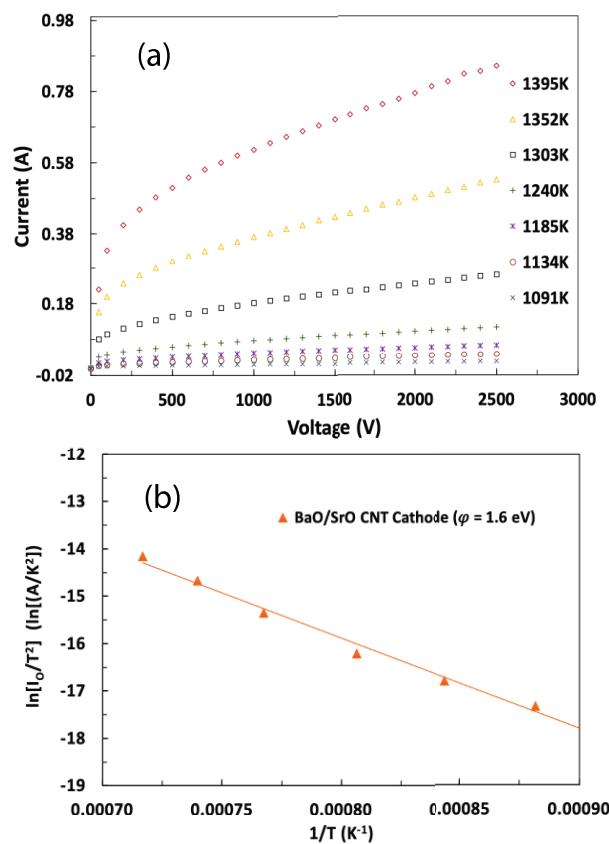 0.98
(a)
0.78
0.58
0.38
0.18
-0.02
Current (A)
1395K
1352K
1303K
1240K
1185K
1134K
1091K
0 500 1000 1500 2000 2500 3000
Voltage (V)
-12
(b)
-13
BaO/SrO CNT Cathode (φ = 1.6 eV)
-14
-15
-16
-17
-18
-19
ln[I₀/T²] (ln[(A/K²])
0.00070 0.00075 0.00080 0.00085 0.00090
1/T (K⁻¹)